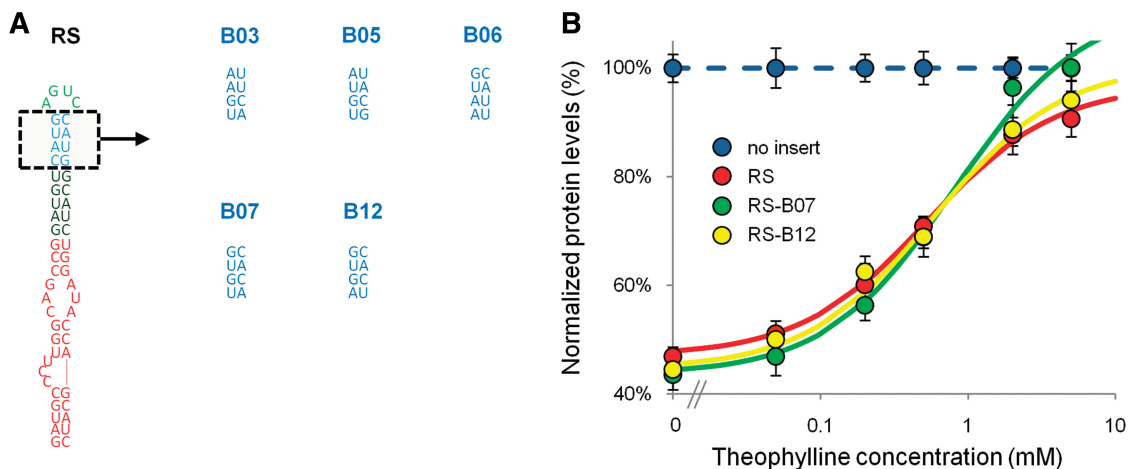 A
RS
B03
B05
B06
GU
A C
GC
UA
AU
CG
UG
GC
UA
AU
GC
GU
CG
CG
G A
A U
C A
GC
GC
UA
U
C
C
CG
GC
UA
AU
GC
AU
AU
GC
UA
AU
UA
GC
UG
GC
UA
AU
AU
B07
B12
GC
UA
GC
UA
GC
UA
GC
AU
B
Normalized protein levels (%)
100%
80%
60%
40%
no insert
RS
RS-B07
RS-B12
0
0.1
1
10
Theophylline concentration (mM)